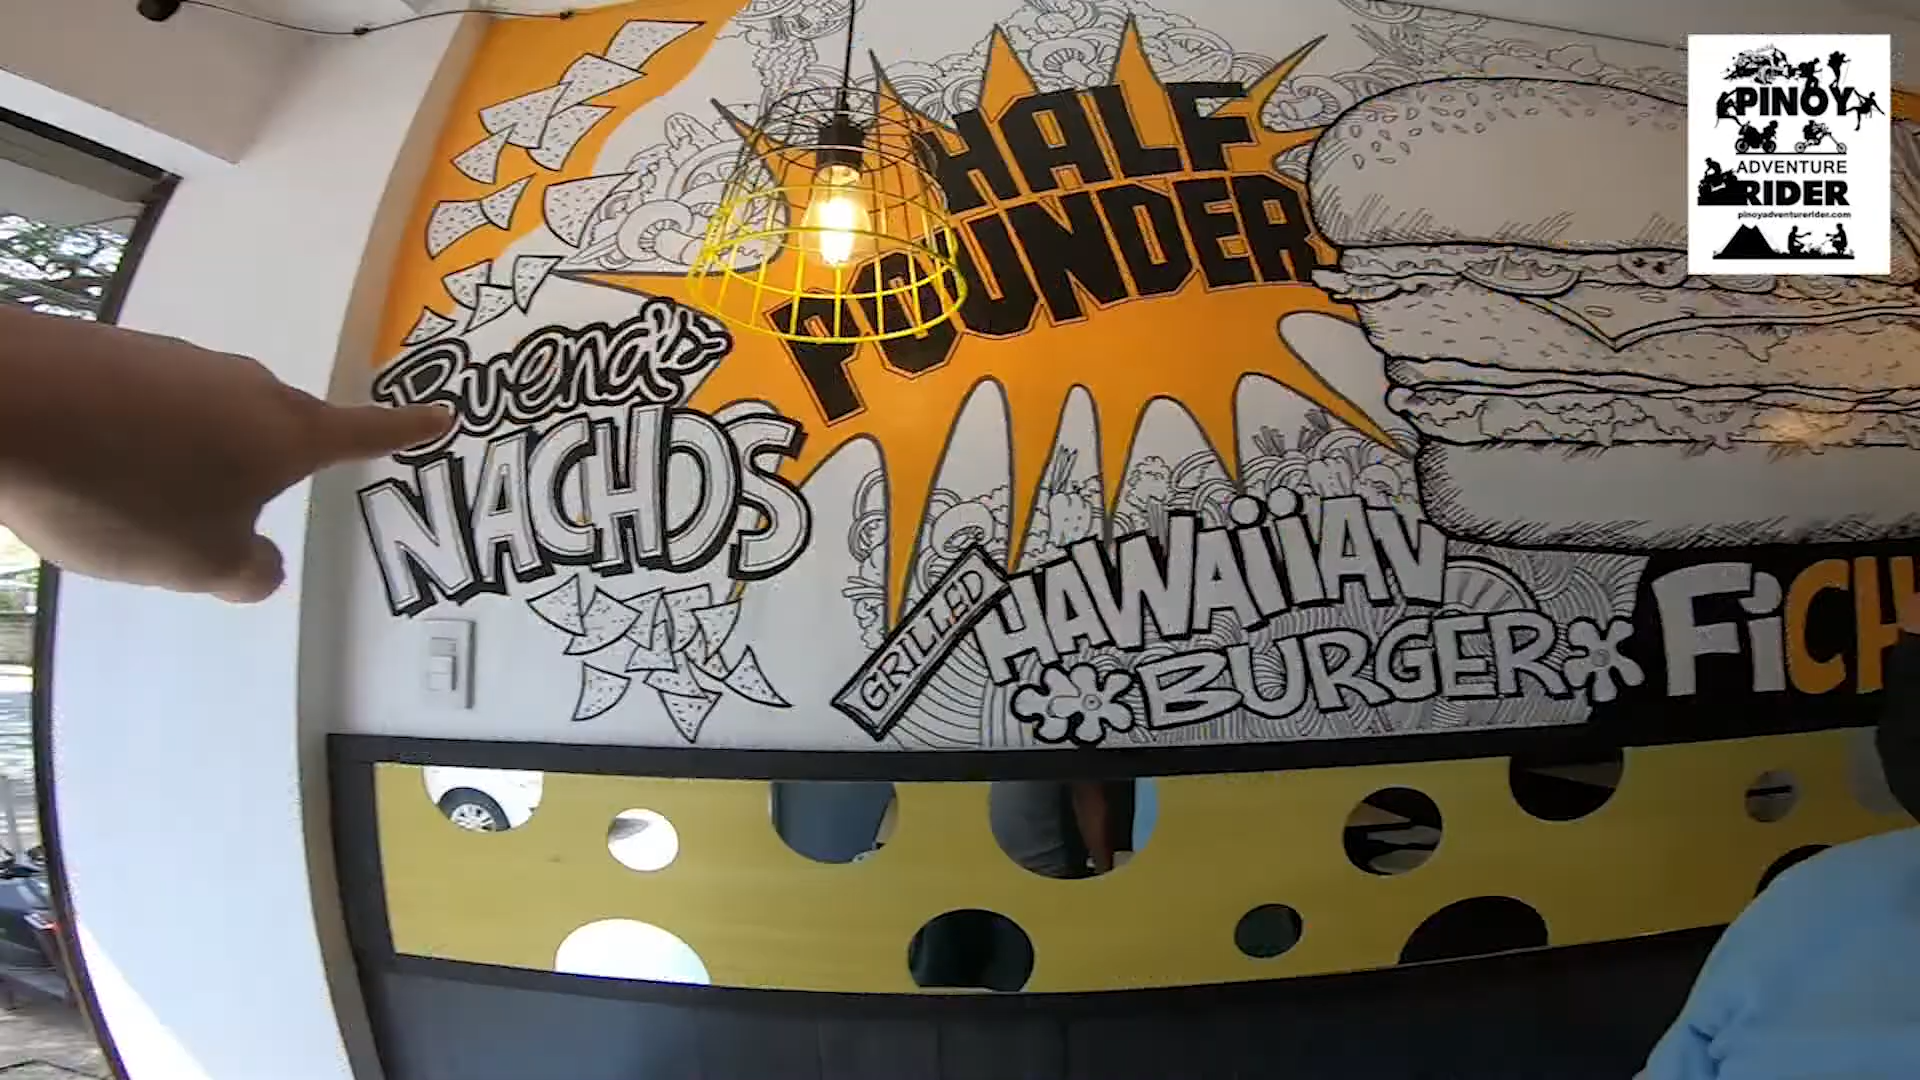 HALF
POUNDER
Buena's
NACHOS
GRILLED
HAWAiiAN
BURGER
PINOY
ADVENTURE
RIDER
pinoyadventurerider.com